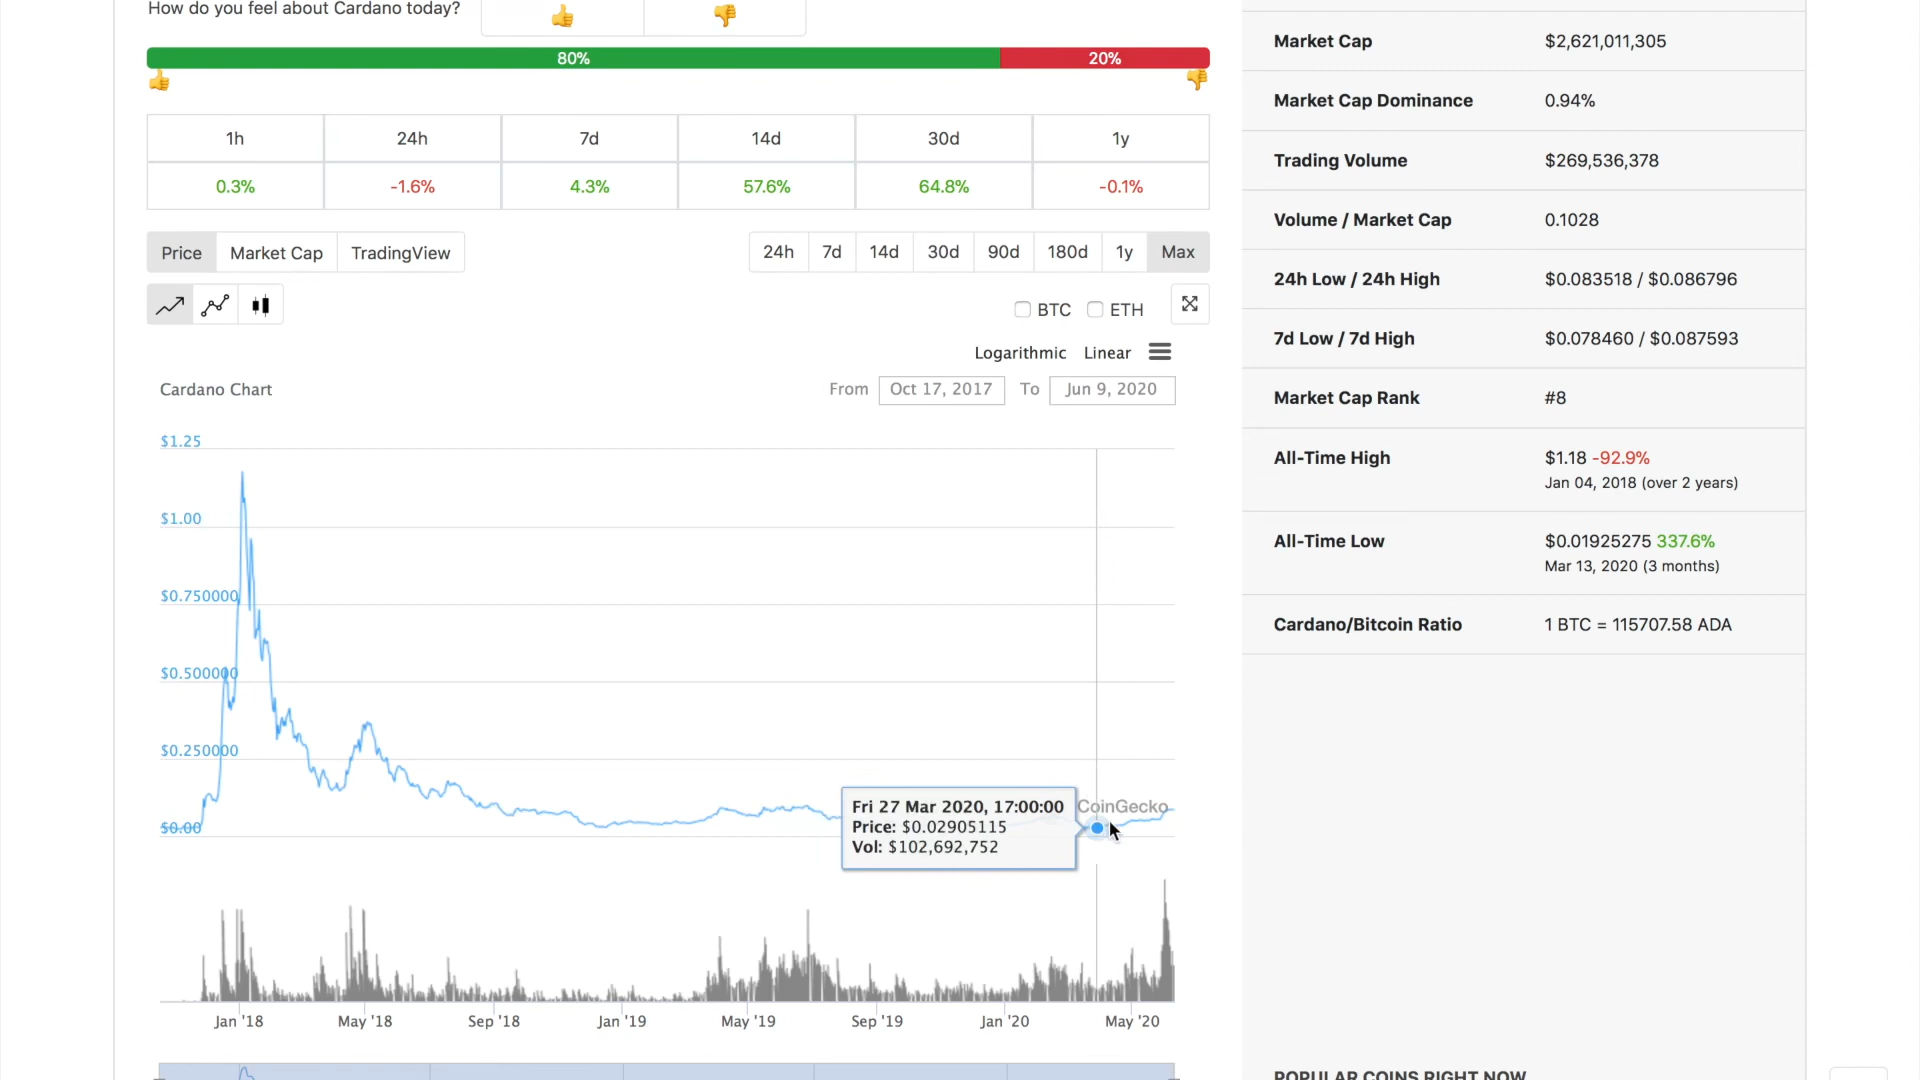 How do you feel about Cardano today?
80%
20%
1h 24h 7d 14d 30d 1y
0.3% -1.6% 4.3% 57.6% 64.8% -0.1%
Price Market Cap TradingView
24h 7d 14d 30d 90d 180d 1y Max
BTC ETH
Logarithmic Linear
Cardano Chart
From Oct 17, 2017 To Jun 9, 2020
$1.25
$1.00
$0.750000
$0.500000
$0.250000
$0.00
Fri 27 Mar 2020, 17:00:00
Price: $0.02905115
Vol: $102,692,752
CoinGecko
Jan '18 May '18 Sep '18 Jan '19 May '19 Sep '19 Jan '20 May '20
Market Cap $2,621,011,305
Market Cap Dominance 0.94%
Trading Volume $269,536,378
Volume / Market Cap 0.1028
24h Low / 24h High $0.083518 / $0.086796
7d Low / 7d High $0.078460 / $0.087593
Market Cap Rank #8
All-Time High $1.18 -92.9%
Jan 04, 2018 (over 2 years)
All-Time Low $0.01925275 337.6%
Mar 13, 2020 (3 months)
Cardano/Bitcoin Ratio 1 BTC = 115707.58 ADA
POPULAR COINS RIGHT NOW